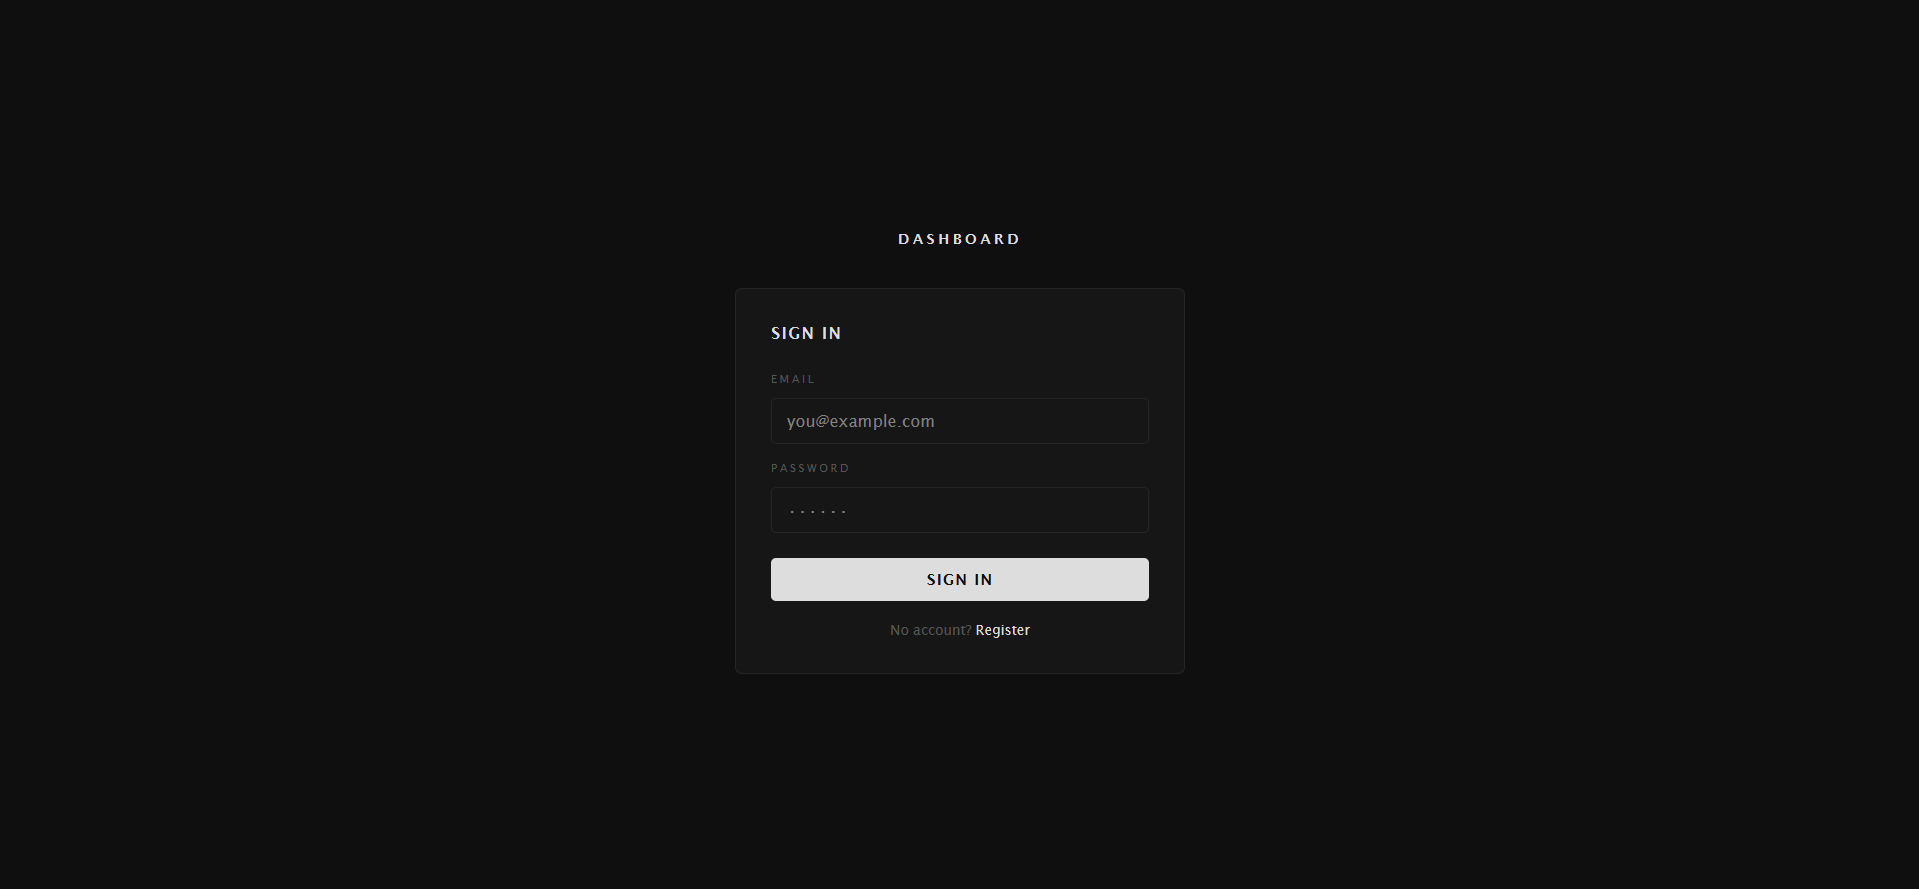 DASHBOARD
SIGN IN
EMAIL
you@example.com
PASSWORD
······
SIGN IN
No account? Register